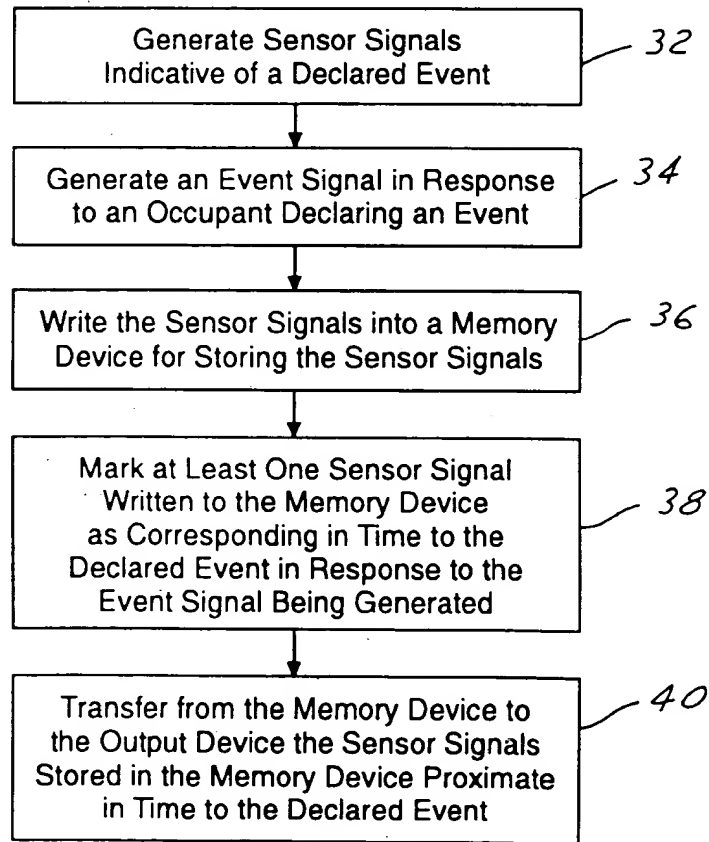 Generate Sensor Signals
Indicative of a Declared Event
32
Generate an Event Signal in Response
to an Occupant Declaring an Event
34
Write the Sensor Signals into a Memory
Device for Storing the Sensor Signals
36
Mark at Least One Sensor Signal
Written to the Memory Device
as Corresponding in Time to the
Declared Event in Response to the
Event Signal Being Generated
38
Transfer from the Memory Device to
the Output Device the Sensor Signals
Stored in the Memory Device Proximate
in Time to the Declared Event
40